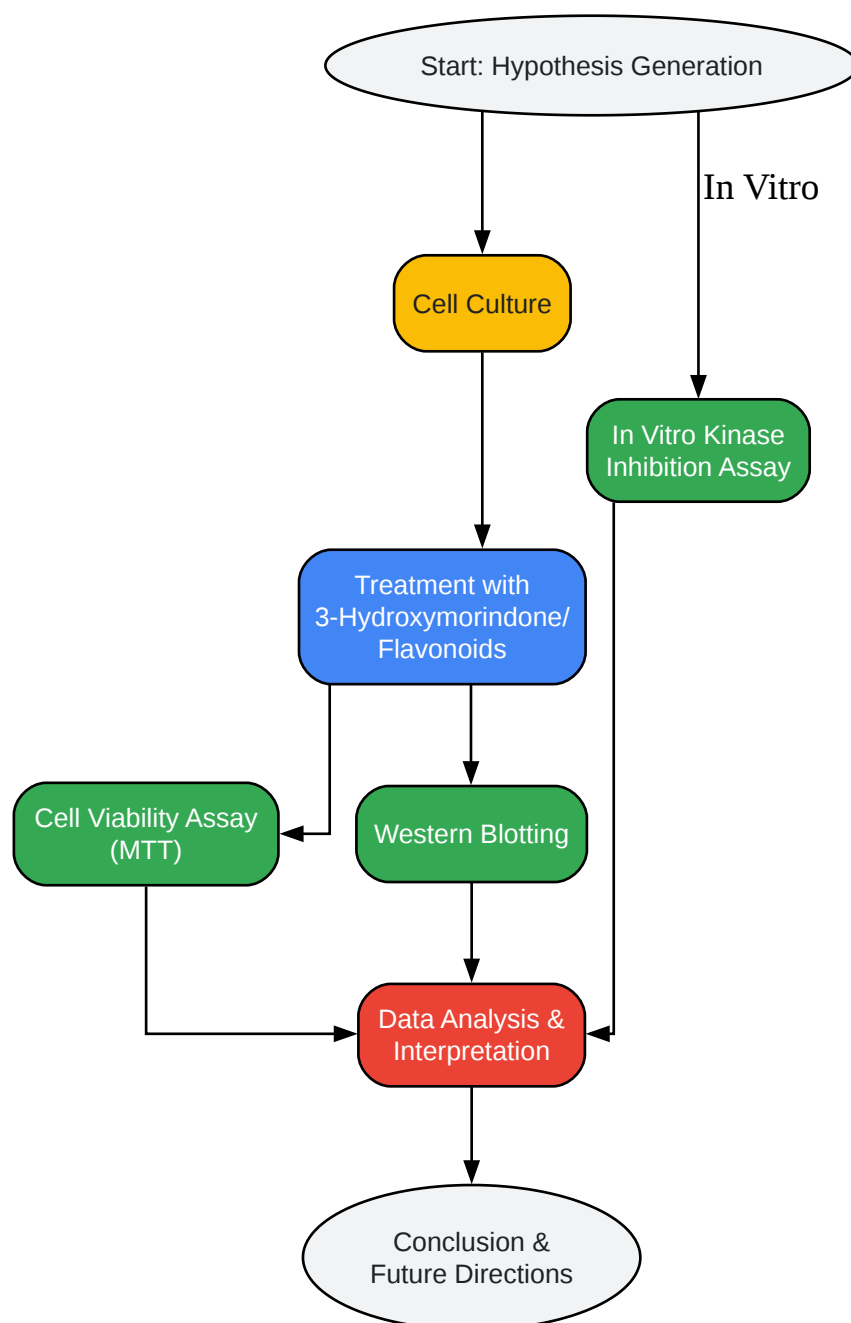 Start: Hypothesis Generation
In Vitro
Cell Culture
In Vitro Kinase
Inhibition Assay
Treatment with
3-Hydroxymorindone/
Flavonoids
Cell Viability Assay
(MTT)
Western Blotting
Data Analysis &
Interpretation
Conclusion &
Future Directions